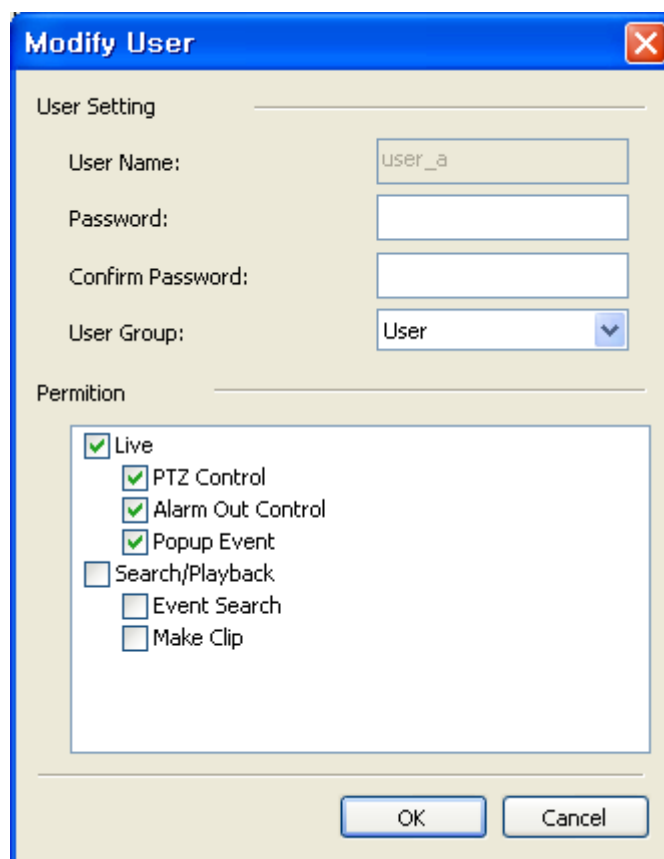 Modify User
User Setting
User Name: user_a
Password:
Confirm Password:
User Group: User
Permition
Live
PTZ Control
Alarm Out Control
Popup Event
Search/Playback
Event Search
Make Clip
OK Cancel